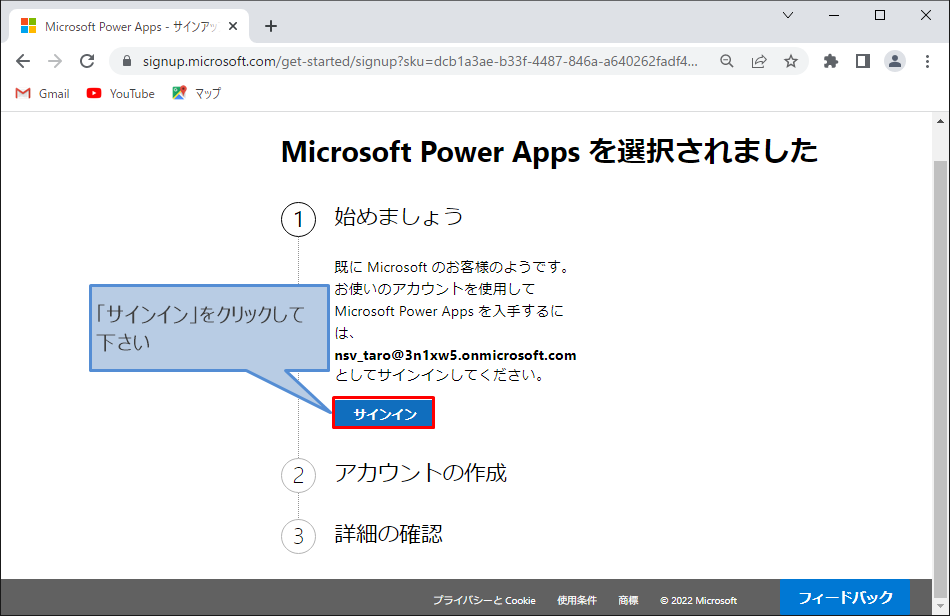 Microsoft Power Apps - サインアッ
signup.microsoft.com/get-started/signup?sku=dcb1a3ae-b33f-4487-846a-a640262fadf4...
Gmail
YouTube
マップ
Microsoft Power Apps を選択されました
1
始めましょう
既に Microsoft のお客様のようです。
お使いのアカウントを使用して
Microsoft Power Apps を入手するに
は、
nsv_taro@3n1xw5.onmicrosoft.com
としてサインインしてください。
「サインイン」をクリックして
下さい
サインイン
2
アカウントの作成
3
詳細の確認
プライバシーと Cookie
使用条件
商標
© 2022 Microsoft
フィードバック